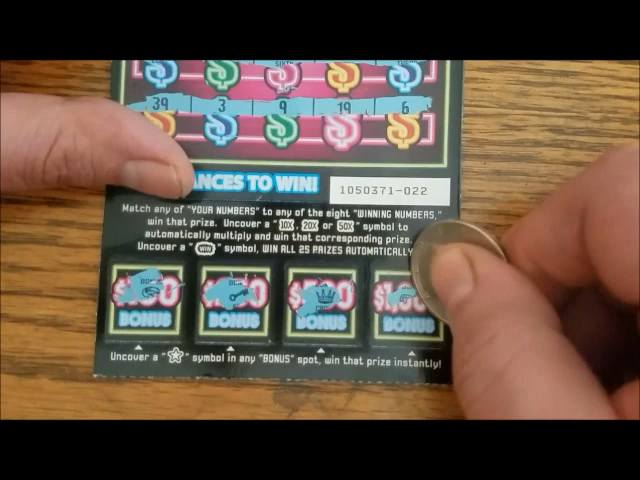 39 3 9 19 6
ANCES TO WIN!
1050371-022
Match any of "YOUR NUMBERS" to any of the eight "WINNING NUMBERS,"
win that prize. Uncover a "10X, 20X or 50X" symbol to
automatically multiply and win that corresponding prize.
Uncover a "WIN" symbol, WIN ALL 25 PRIZES AUTOMATICALLY
BONUS BONUS BONUS BONUS
Uncover a "☆" symbol in any "BONUS" spot, win that prize instantly!